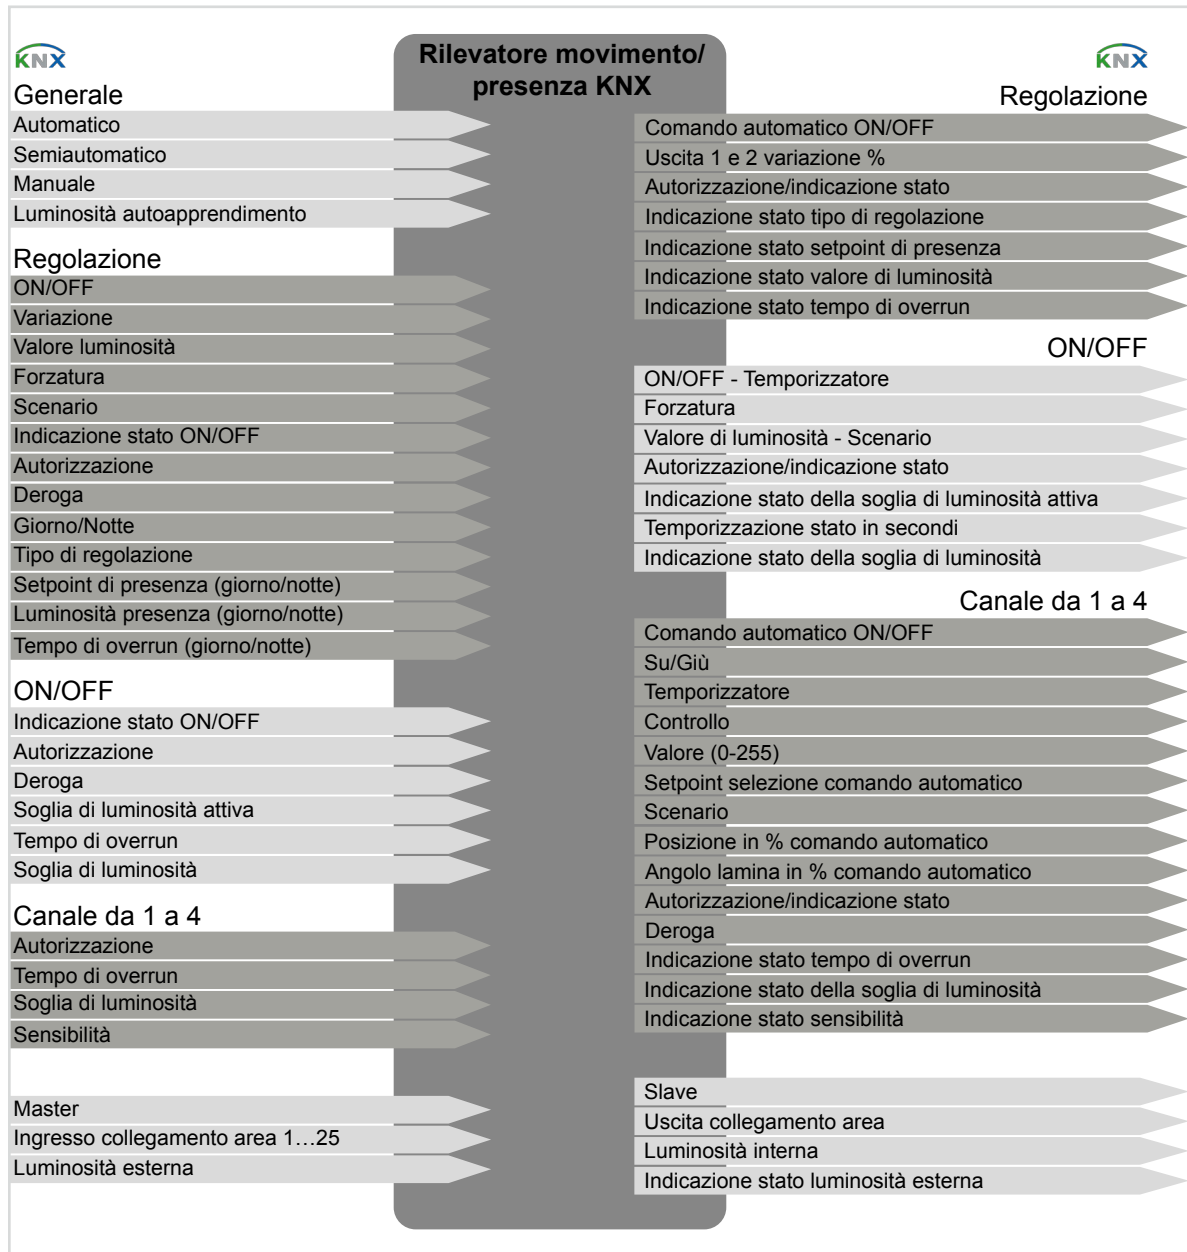 Rilevatore movimento/
presenza KNX
KNX
Generale
Automatico
Semiautomatico
Manuale
Luminosità autoapprendimento
Regolazione
ON/OFF
Variazione
Valore luminosità
Forzatura
Scenario
Indicazione stato ON/OFF
Autorizzazione
Deroga
Giorno/Notte
Tipo di regolazione
Setpoint di presenza (giorno/notte)
Luminosità presenza (giorno/notte)
Tempo di overrun (giorno/notte)
ON/OFF
Indicazione stato ON/OFF
Autorizzazione
Deroga
Soglia di luminosità attiva
Tempo di overrun
Soglia di luminosità
Canale da 1 a 4
Autorizzazione
Tempo di overrun
Soglia di luminosità
Sensibilità
Master
Ingresso collegamento area 1…25
Luminosità esterna
KNX
Regolazione
Comando automatico ON/OFF
Uscita 1 e 2 variazione %
Autorizzazione/indicazione stato
Indicazione stato tipo di regolazione
Indicazione stato setpoint di presenza
Indicazione stato valore di luminosità
Indicazione stato tempo di overrun
ON/OFF
ON/OFF - Temporizzatore
Forzatura
Valore di luminosità - Scenario
Autorizzazione/indicazione stato
Indicazione stato della soglia di luminosità attiva
Temporizzazione stato in secondi
Indicazione stato della soglia di luminosità
Canale da 1 a 4
Comando automatico ON/OFF
Su/Giù
Temporizzatore
Controllo
Valore (0-255)
Setpoint selezione comando automatico
Scenario
Posizione in % comando automatico
Angolo lamina in % comando automatico
Autorizzazione/indicazione stato
Deroga
Indicazione stato tempo di overrun
Indicazione stato della soglia di luminosità
Indicazione stato sensibilità
Slave
Uscita collegamento area
Luminosità interna
Indicazione stato luminosità esterna